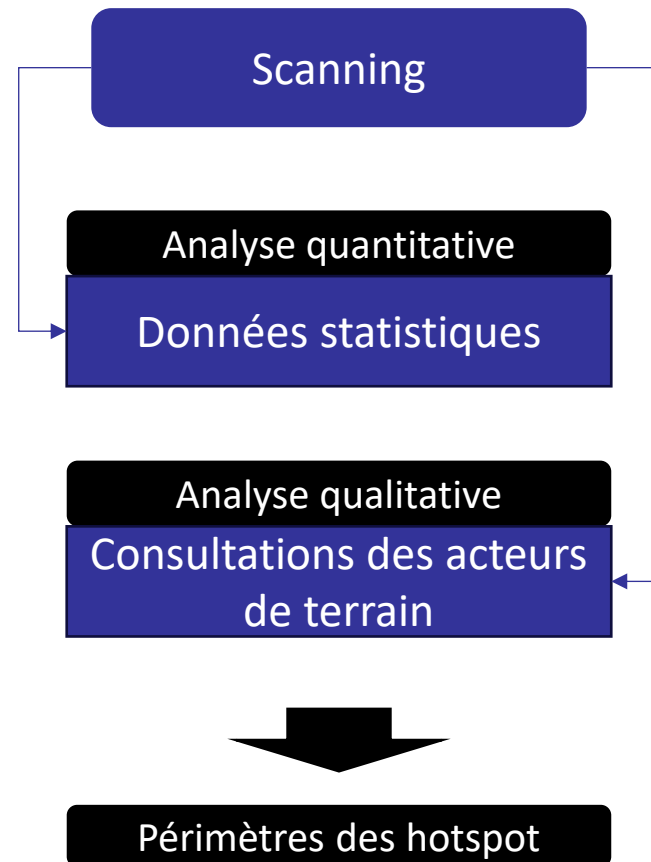 Scanning
Analyse quantitative
Données statistiques
Analyse qualitative
Consultations des acteurs
de terrain
Périmètres des hotspot